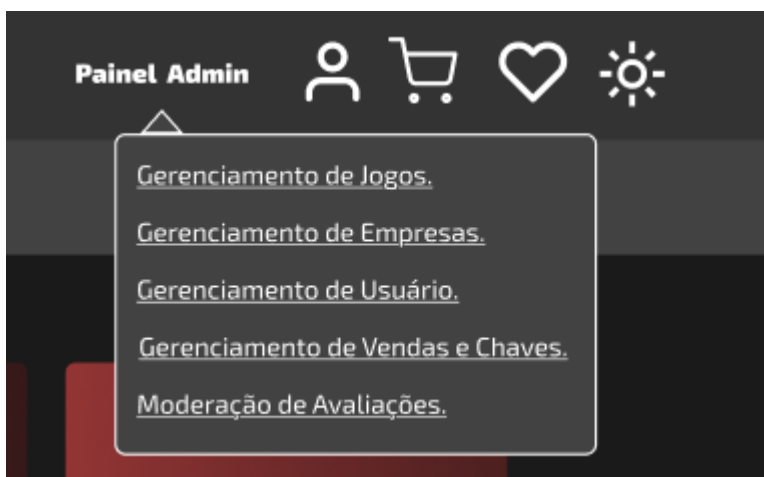 Painel Admin
Gerenciamento de Jogos.
Gerenciamento de Empresas.
Gerenciamento de Usuário.
Gerenciamento de Vendas e Chaves.
Moderação de Avaliações.